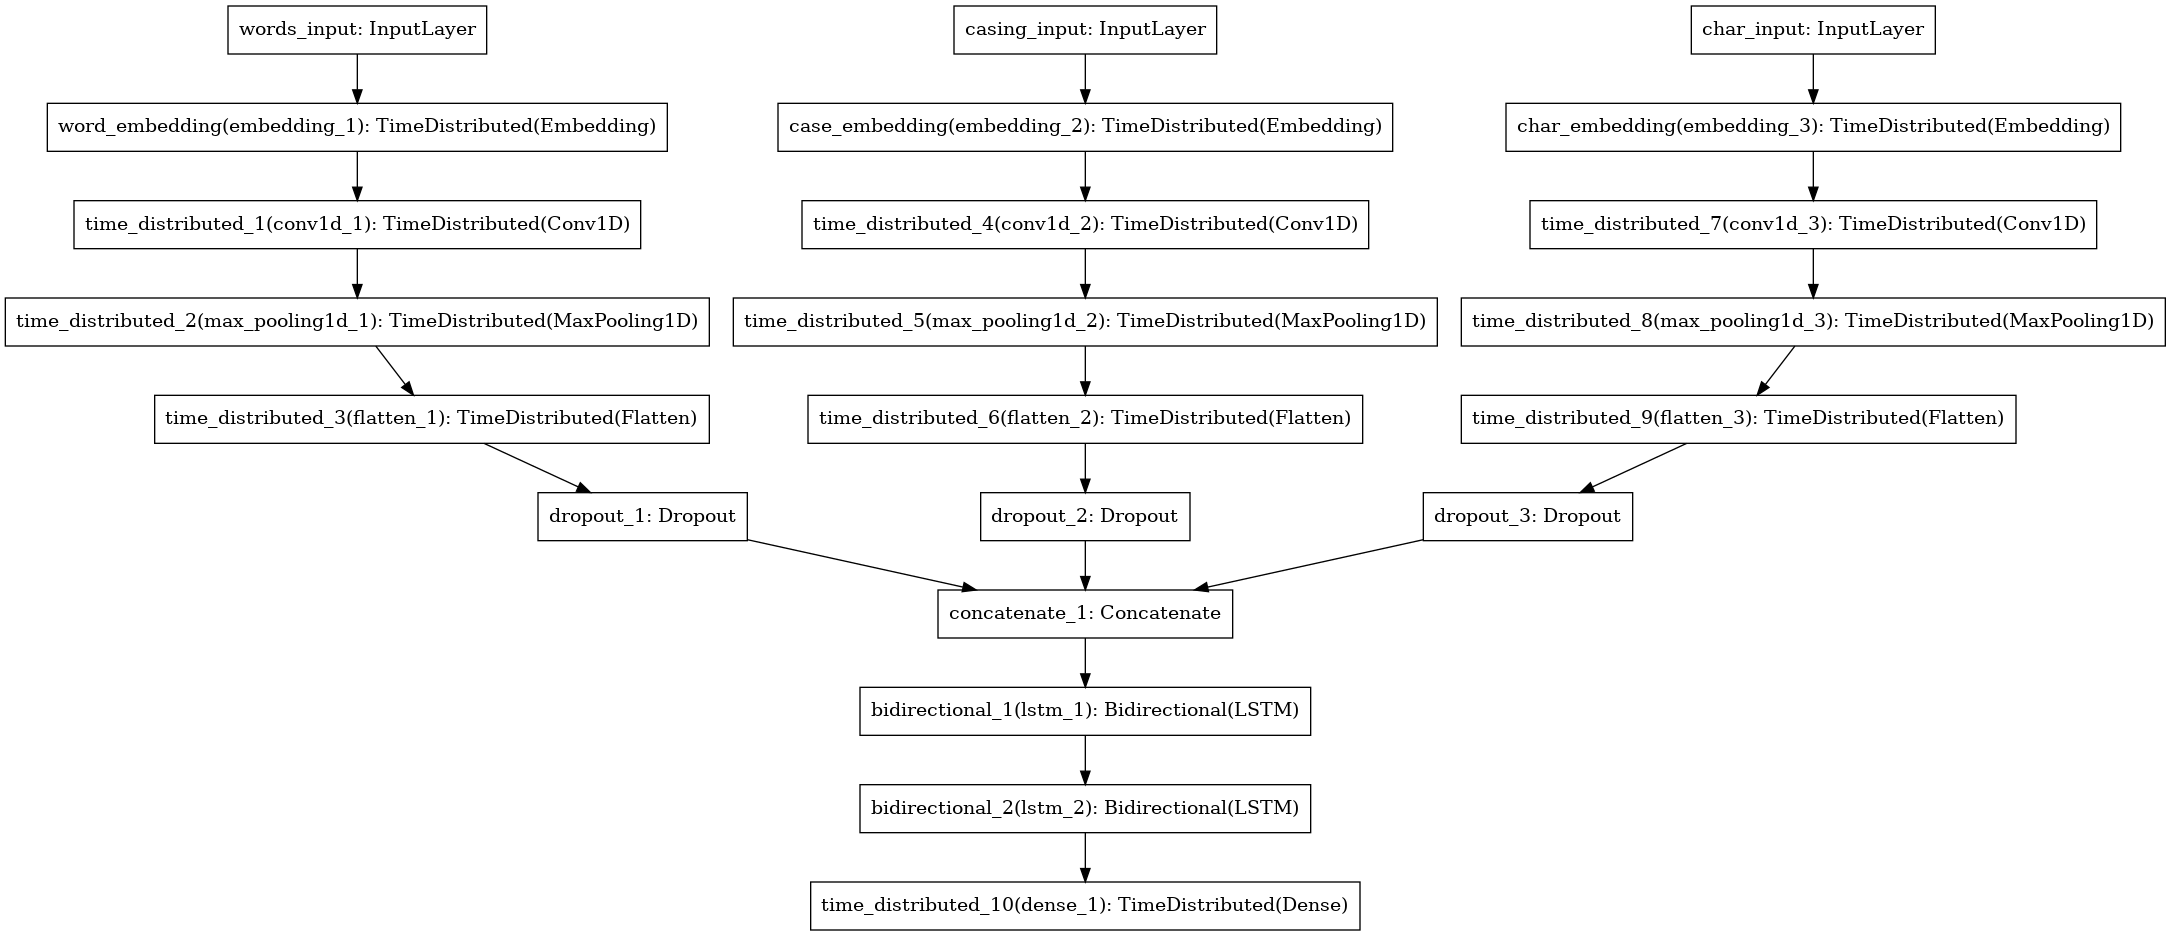 words_input: InputLayer
casing_input: InputLayer
char_input: InputLayer
word_embedding(embedding_1): TimeDistributed(Embedding)
case_embedding(embedding_2): TimeDistributed(Embedding)
char_embedding(embedding_3): TimeDistributed(Embedding)
time_distributed_1(conv1d_1): TimeDistributed(Conv1D)
time_distributed_4(conv1d_2): TimeDistributed(Conv1D)
time_distributed_7(conv1d_3): TimeDistributed(Conv1D)
time_distributed_2(max_pooling1d_1): TimeDistributed(MaxPooling1D)
time_distributed_5(max_pooling1d_2): TimeDistributed(MaxPooling1D)
time_distributed_8(max_pooling1d_3): TimeDistributed(MaxPooling1D)
time_distributed_3(flatten_1): TimeDistributed(Flatten)
time_distributed_6(flatten_2): TimeDistributed(Flatten)
time_distributed_9(flatten_3): TimeDistributed(Flatten)
dropout_1: Dropout
dropout_2: Dropout
dropout_3: Dropout
concatenate_1: Concatenate
bidirectional_1(lstm_1): Bidirectional(LSTM)
bidirectional_2(lstm_2): Bidirectional(LSTM)
time_distributed_10(dense_1): TimeDistributed(Dense)